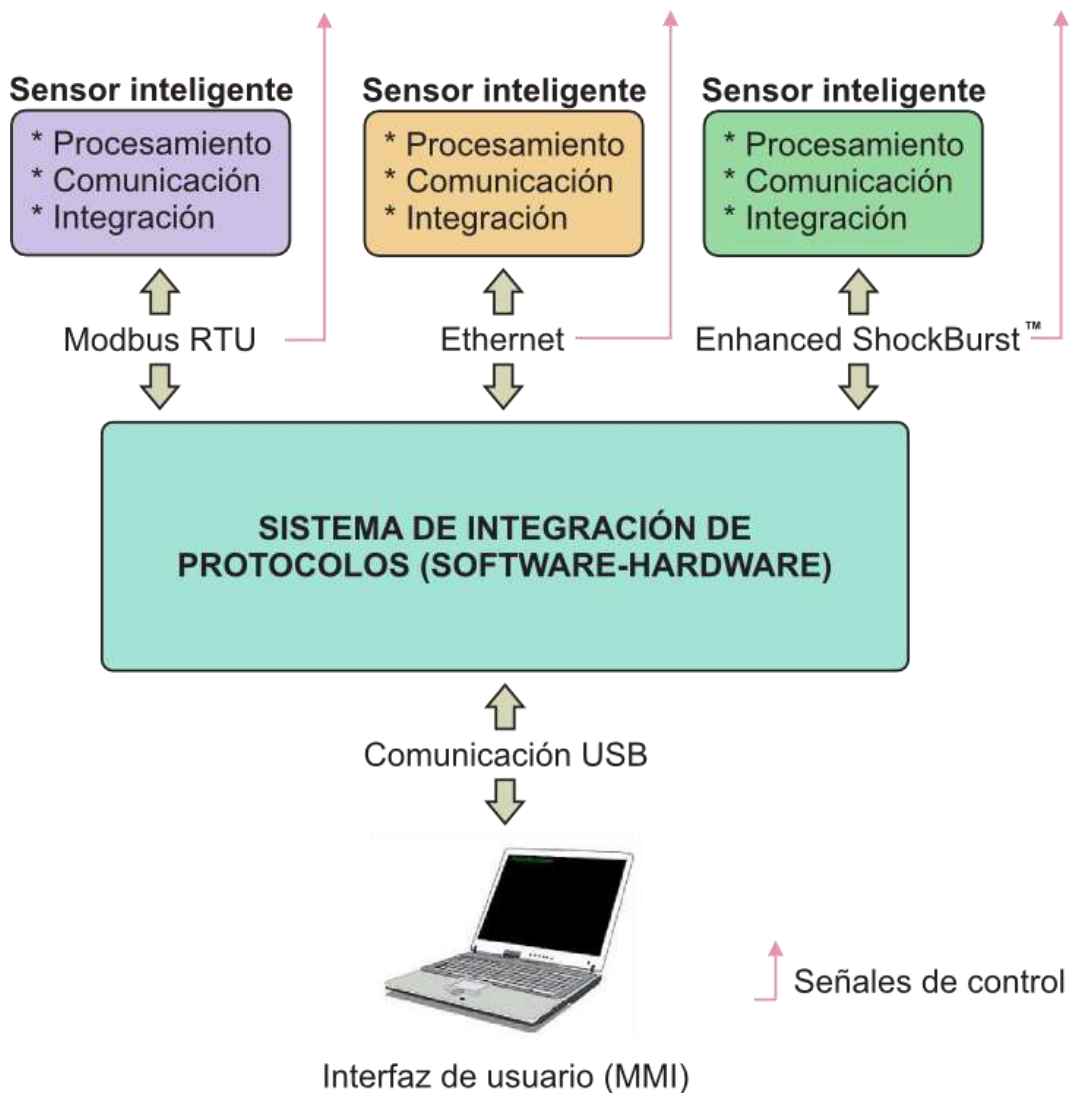 Sensor inteligente
* Procesamiento
* Comunicación
* Integración
Sensor inteligente
* Procesamiento
* Comunicación
* Integración
Sensor inteligente
* Procesamiento
* Comunicación
* Integración
Modbus RTU
Ethernet
Enhanced ShockBurst™
SISTEMA DE INTEGRACIÓN DE
PROTOCOLOS (SOFTWARE-HARDWARE)
Comunicación USB
Señales de control
Interfaz de usuario (MMI)